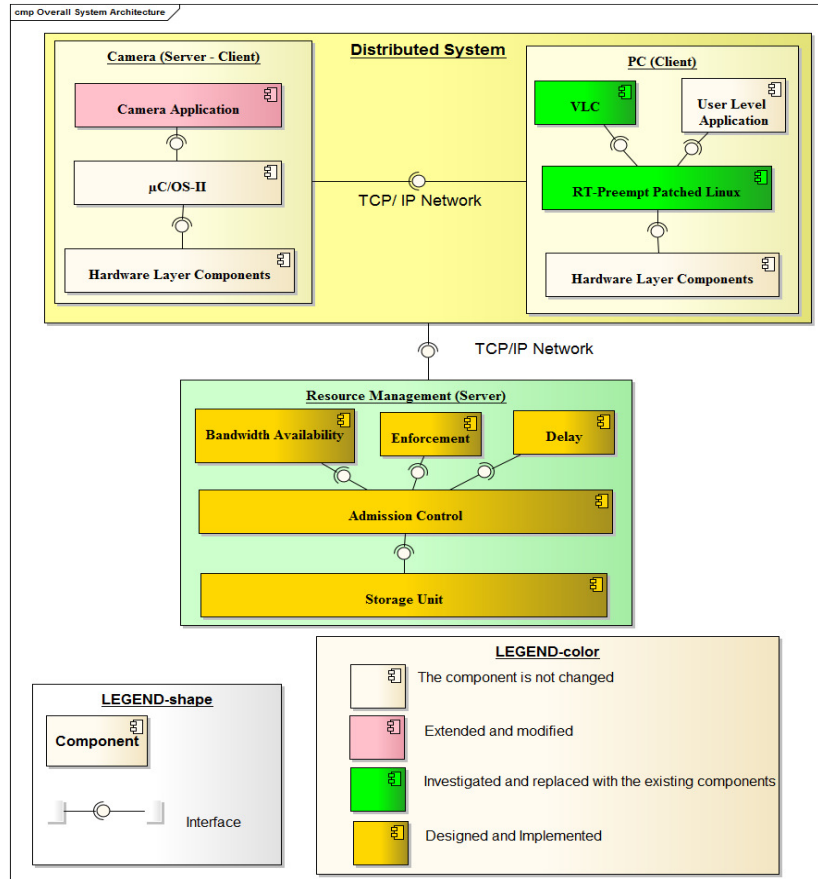 cmp Overall System Architecture
Distributed System
Camera (Server - Client)
Camera Application
µC/OS-II
Hardware Layer Components
TCP/ IP Network
PC (Client)
VLC
User Level
Application
RT-Preempt Patched Linux
Hardware Layer Components
TCP/IP Network
Resource Management (Server)
Bandwidth Availability
Enforcement
Delay
Admission Control
Storage Unit
LEGEND-shape
Component
Interface
LEGEND-color
The component is not changed
Extended and modified
Investigated and replaced with the existing components
Designed and Implemented